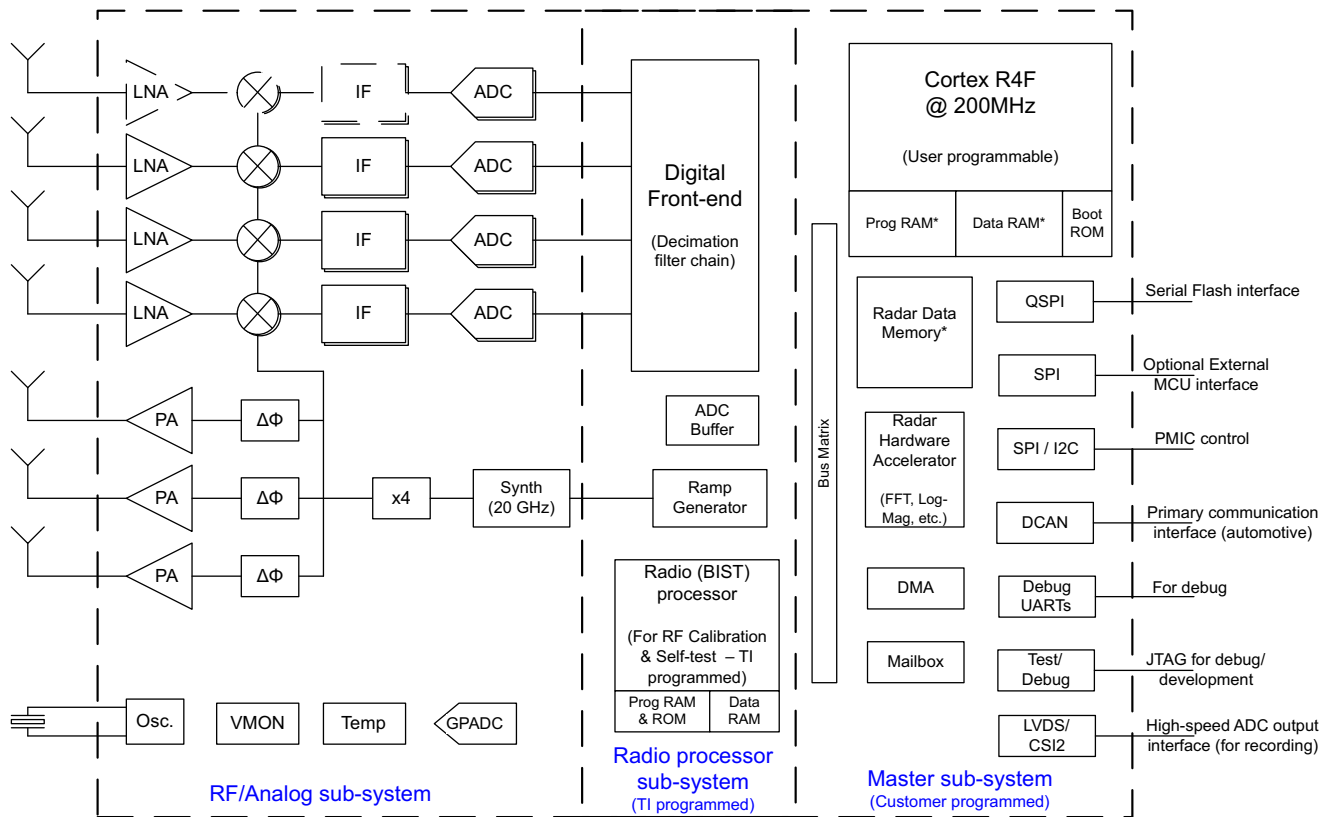 LNA
IF
ADC
LNA
IF
ADC
LNA
IF
ADC
LNA
IF
ADC
PA
ΔΦ
PA
ΔΦ
PA
ΔΦ
x4
Synth
(20 GHz)
Osc.
VMON
Temp
GPADC
RF/Analog sub-system
Digital
Front-end
(Decimation
filter chain)
ADC
Buffer
Ramp
Generator
Radio (BIST)
processor
(For RF Calibration
& Self-test – TI
programmed)
Prog RAM
& ROM
Data
RAM
Radio processor
sub-system
(TI programmed)
Cortex R4F
@ 200MHz
(User programmable)
Prog RAM*
Data RAM*
Boot
ROM
Bus Matrix
Radar Data
Memory*
Radar
Hardware
Accelerator
(FFT, Log-
Mag, etc.)
DMA
Mailbox
QSPI
Serial Flash interface
SPI
Optional External
MCU interface
SPI / I2C
PMIC control
DCAN
Primary communication
interface (automotive)
Debug
UARTs
For debug
Test/
Debug
JTAG for debug/
development
LVDS/
CSI2
High-speed ADC output
interface (for recording)
Master sub-system
(Customer programmed)